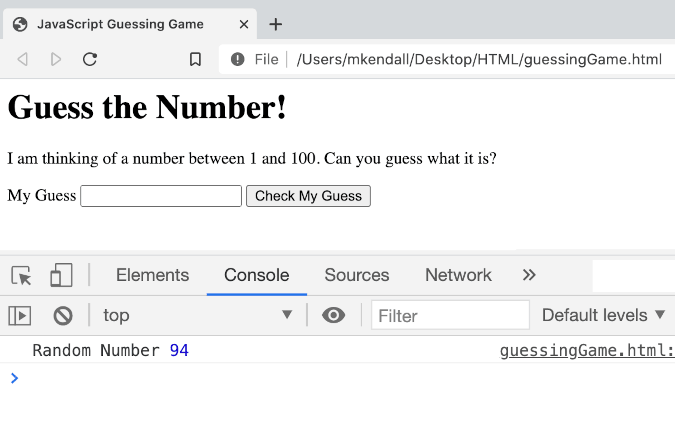 JavaScript Guessing Game
File /Users/mkendall/Desktop/HTML/guessingGame.html
Guess the Number!
I am thinking of a number between 1 and 100. Can you guess what it is?
My Guess Check My Guess
Elements Console Sources Network »
top Filter Default levels
Random Number 94 guessingGame.html: